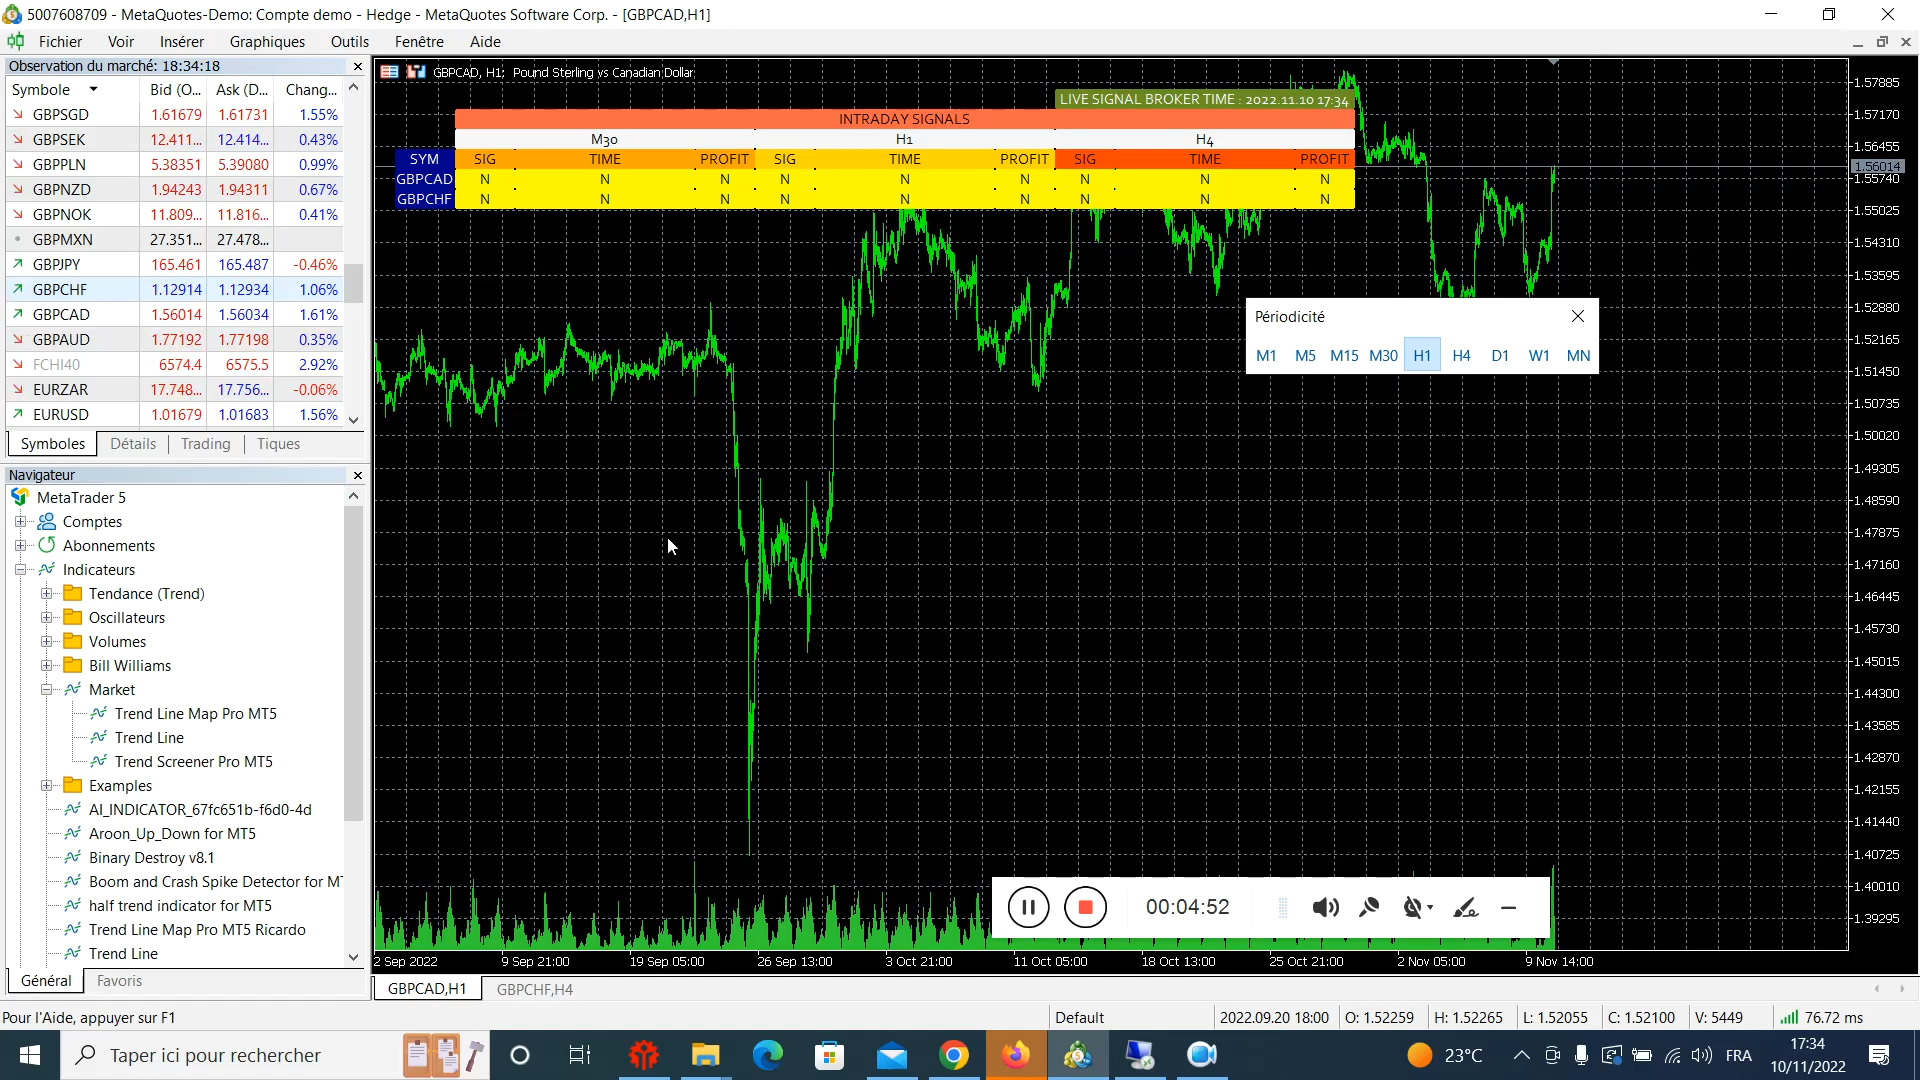 5007608709 - MetaQuotes-Demo: Compte demo - Hedge - MetaQuotes Software Corp. - [GBPCAD,H1]
Fichier Voir Insérer Graphiques Outils Fenêtre Aide
Observation du marché: 18:34:18
Symbole Bid (O... Ask (D... Chang...
GBPSGD 1.61679 1.61731 1.55%
GBPSEK 12.411... 12.414... 0.43%
GBPPLN 5.38351 5.39080 0.99%
GBPNZD 1.94243 1.94311 0.67%
GBPNOK 11.809... 11.816... 0.41%
GBPMXN 27.351... 27.478...
GBPJPY 165.461 165.487 -0.46%
GBPCHF 1.12914 1.12934 1.06%
GBPCAD 1.56014 1.56034 1.61%
GBPAUD 1.77192 1.77198 0.35%
FCHI40 6574.4 6575.5 2.92%
EURZAR 17.748... 17.756... -0.06%
EURUSD 1.01679 1.01683 1.56%
Symboles Détails Trading Tiques
Navigateur
MetaTrader 5
Comptes
Abonnements
Indicateurs
Tendance (Trend)
Oscillateurs
Volumes
Bill Williams
Market
Trend Line Map Pro MT5
Trend Line
Trend Screener Pro MT5
Examples
AI_INDICATOR_67fc651b-f6d0-4d
Aroon_Up_Down for MT5
Binary Destroy v8.1
Boom and Crash Spike Detector for MT
half trend indicator for MT5
Trend Line Map Pro MT5 Ricardo
Trend Line
Général Favoris
GBPCAD, H1: Pound Sterling vs Canadian Dollar
LIVE SIGNAL BROKER TIME : 2022.11.10 17:34
INTRADAY SIGNALS
M30 H1 H4
SYM SIG TIME PROFIT SIG TIME PROFIT SIG TIME PROFIT
GBPCAD N N N N N N N N N
GBPCHF N N N N N N N N N
Périodicité
M1 M5 M15 M30 H1 H4 D1 W1 MN
1.57885
1.57170
1.56455
1.56014
1.55740
1.55025
1.54310
1.53595
1.52880
1.52165
1.51450
1.50735
1.50020
1.49305
1.48590
1.47875
1.47160
1.46445
1.45730
1.45015
1.44300
1.43585
1.42870
1.42155
1.41440
1.40725
1.40010
1.39295
00:04:52
2 Sep 2022 9 Sep 21:00 19 Sep 05:00 26 Sep 13:00 3 Oct 21:00 11 Oct 05:00 18 Oct 13:00 25 Oct 21:00 2 Nov 05:00 9 Nov 14:00
GBPCAD,H1 GBPCHF,H4
Pour l'Aide, appuyer sur F1 Default 2022.09.20 18:00 O: 1.52259 H: 1.52265 L: 1.52055 C: 1.52100 V: 5449 76.72 ms
Taper ici pour rechercher 23°C FRA 17:34
10/11/2022